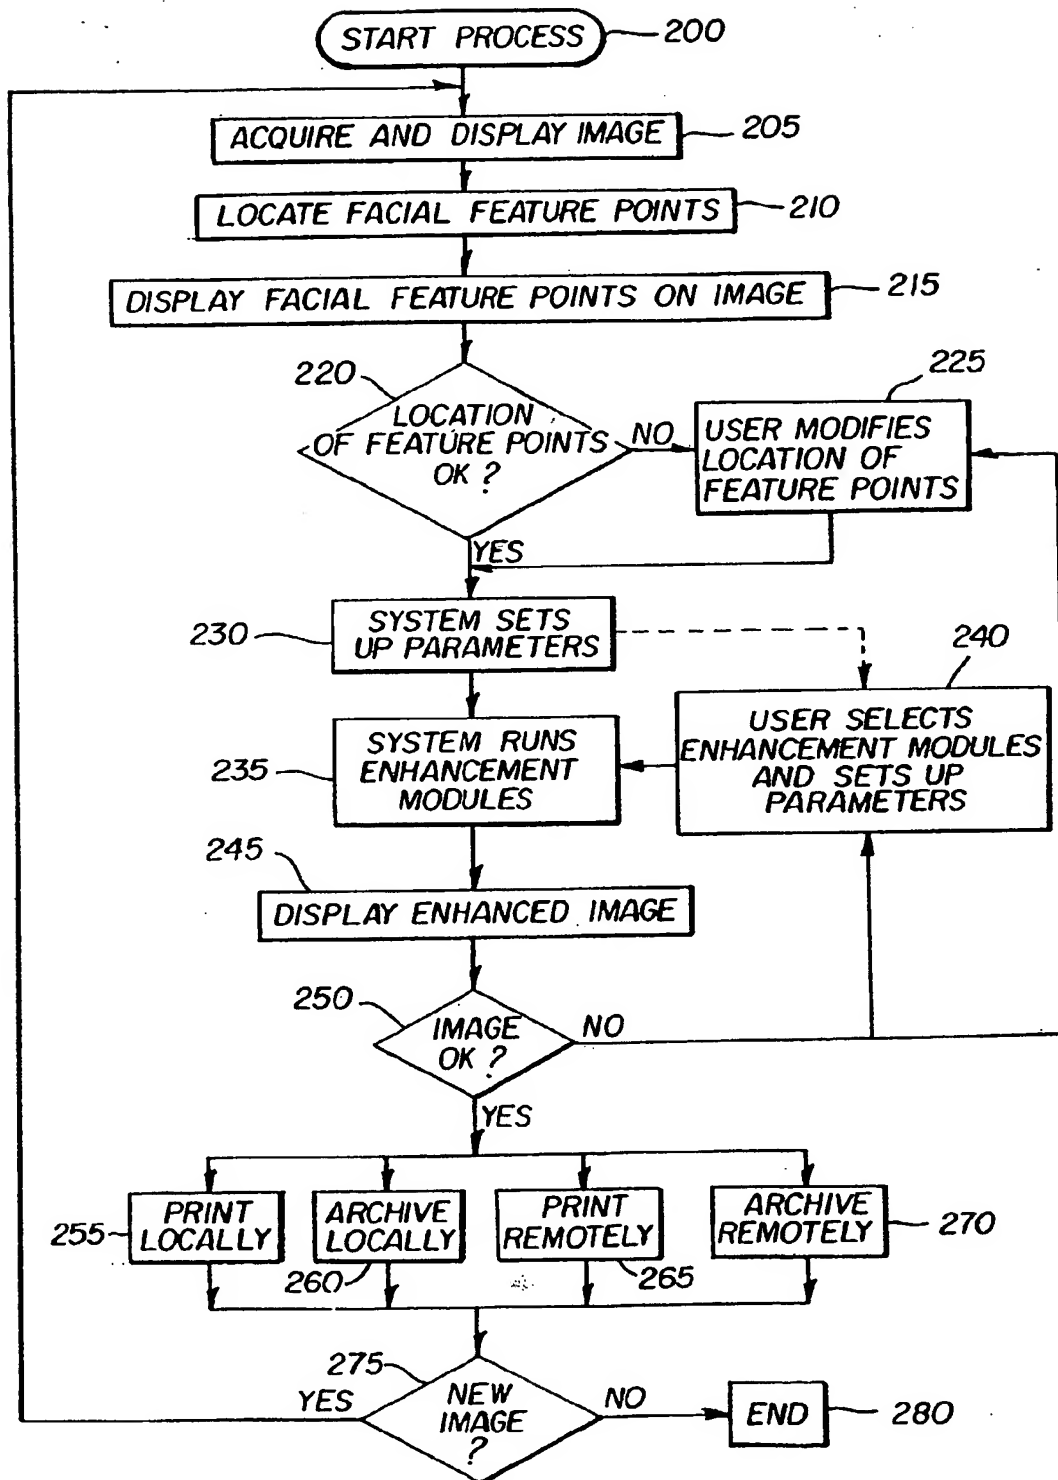 START PROCESS
200
ACQUIRE AND DISPLAY IMAGE
205
LOCATE FACIAL FEATURE POINTS
210
DISPLAY FACIAL FEATURE POINTS ON IMAGE
215
220
LOCATION
OF FEATURE POINTS
OK ?
NO
225
USER MODIFIES
LOCATION OF
FEATURE POINTS
YES
230
SYSTEM SETS
UP PARAMETERS
235
SYSTEM RUNS
ENHANCEMENT
MODULES
240
USER SELECTS
ENHANCEMENT MODULES
AND SETS UP
PARAMETERS
245
DISPLAY ENHANCED IMAGE
250
IMAGE
OK ?
NO
YES
255
PRINT
LOCALLY
260
ARCHIVE
LOCALLY
PRINT
REMOTELY
265
ARCHIVE
REMOTELY
270
275
YES
NEW
IMAGE
?
NO
END
280